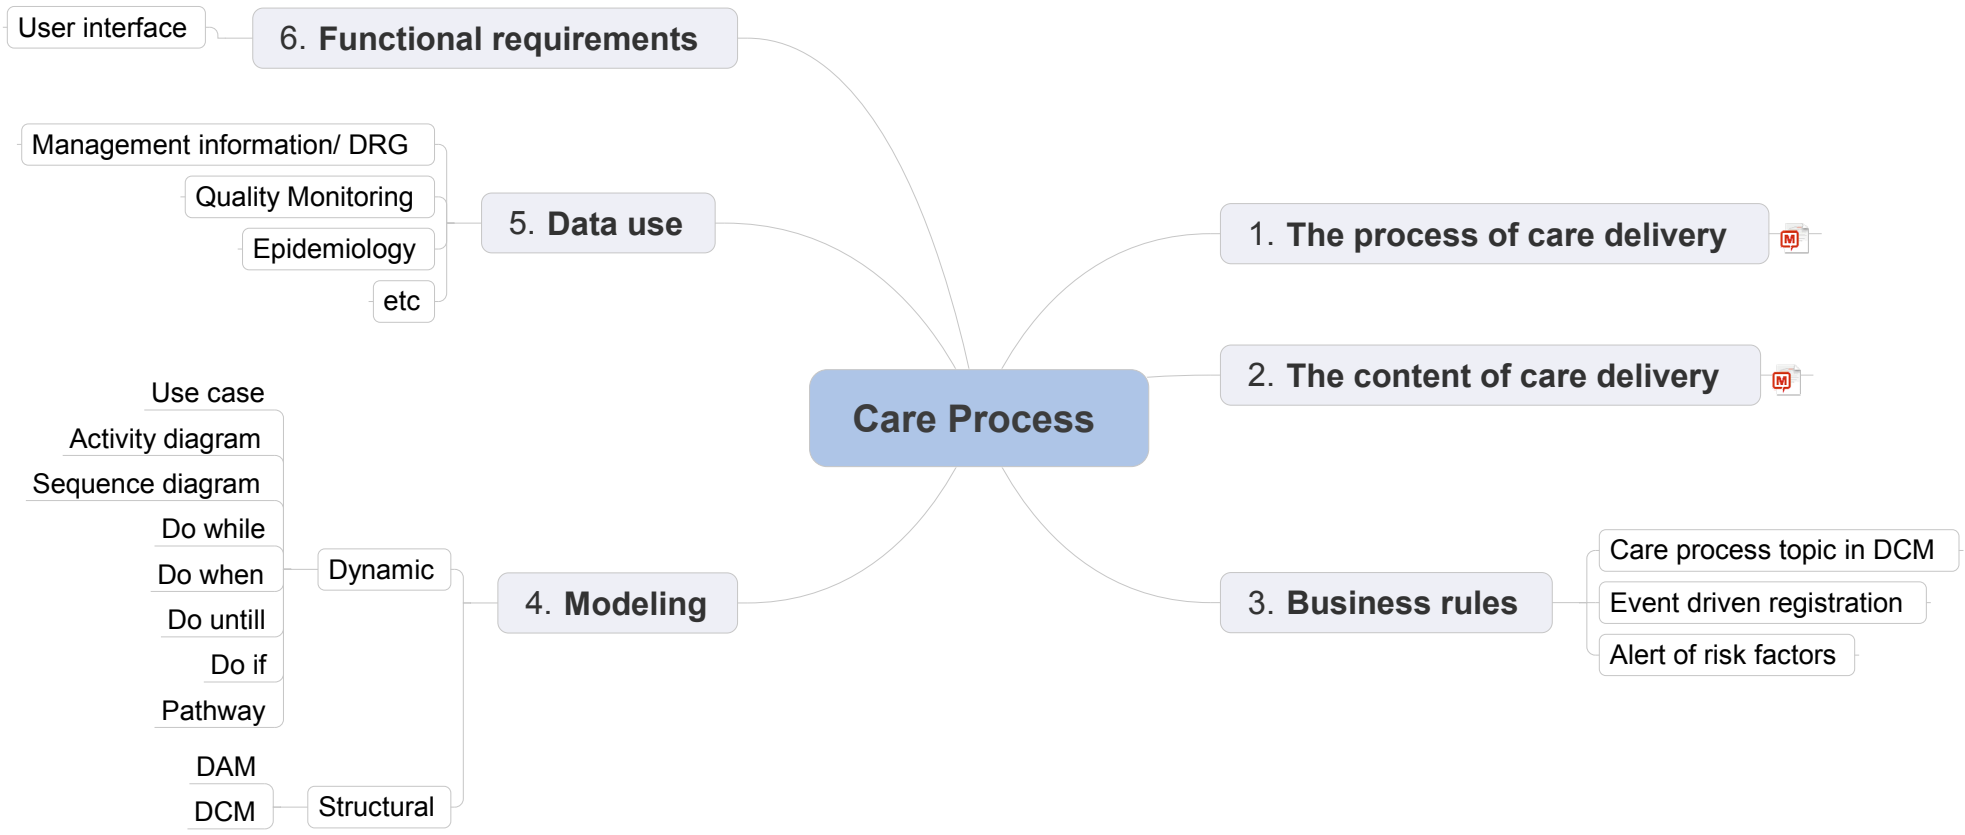 User interface
6. Functional requirements
Management information/ DRG
Quality Monitoring
Epidemiology
etc
5. Data use
1. The process of care delivery
M
2. The content of care delivery
M
Care Process
Use case
Activity diagram
Sequence diagram
Do while
Do when
Do untill
Do if
Pathway
Dynamic
4. Modeling
DAM
DCM
Structural
3. Business rules
Care process topic in DCM
Event driven registration
Alert of risk factors